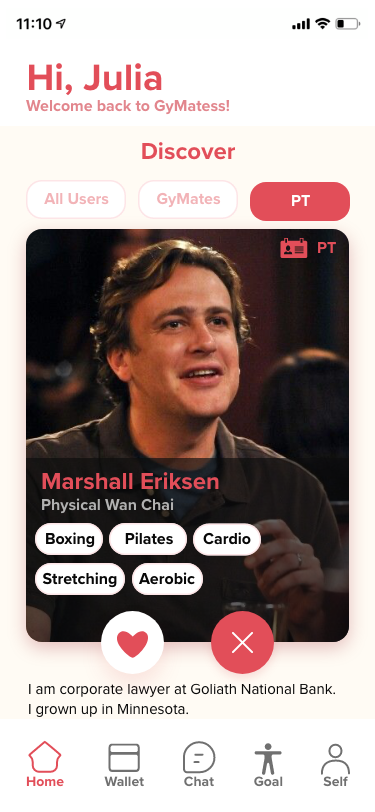 11:10
Hi, Julia
Welcome back to GyMatess!
Discover
All Users GyMates PT
PT
Marshall Eriksen
Physical Wan Chai
Boxing Pilates Cardio
Stretching Aerobic
I am corporate lawyer at Goliath National Bank.
I grown up in Minnesota.
Home Wallet Chat Goal Self